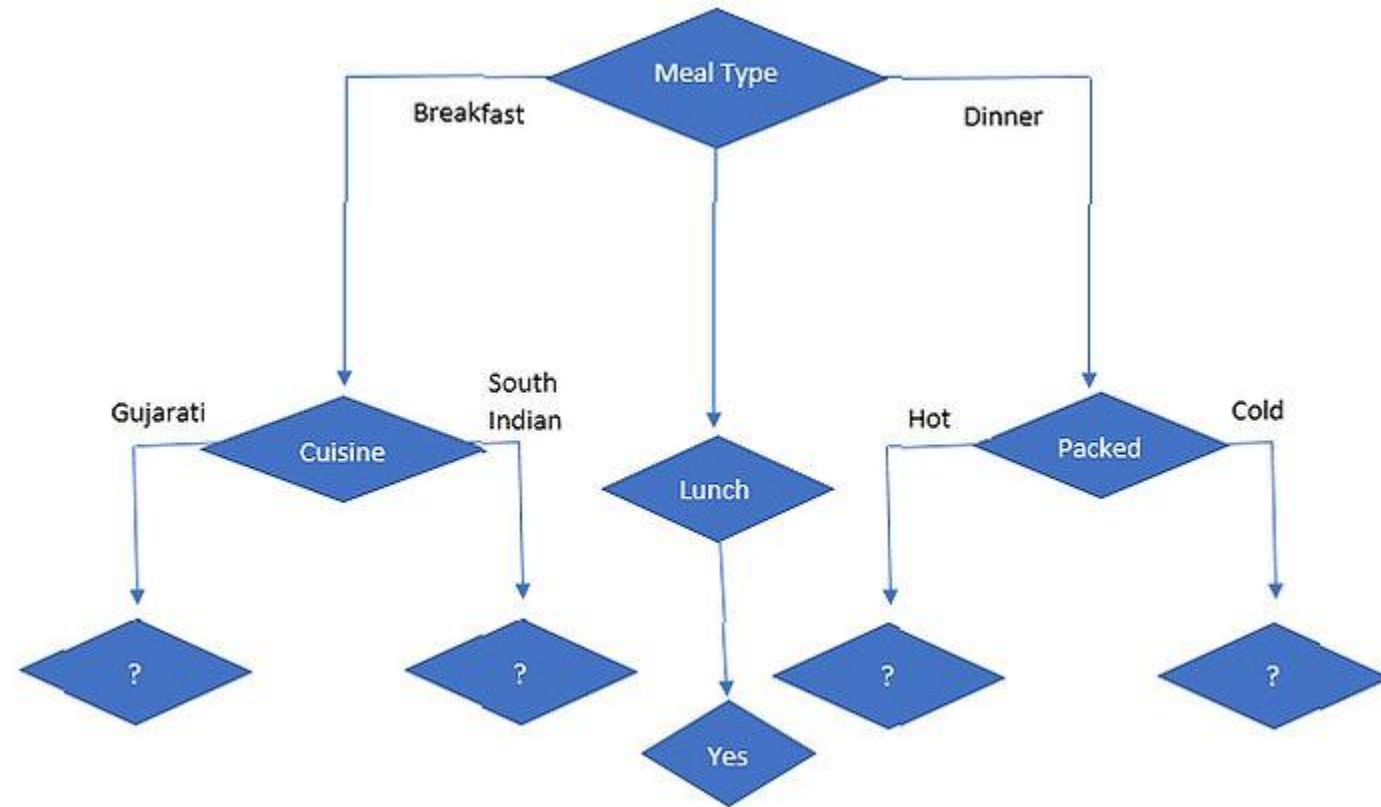 Meal Type
Breakfast
Dinner
Gujarati
South
Indian
Hot
Cold
Cuisine
Lunch
Packed
?
?
?
?
Yes